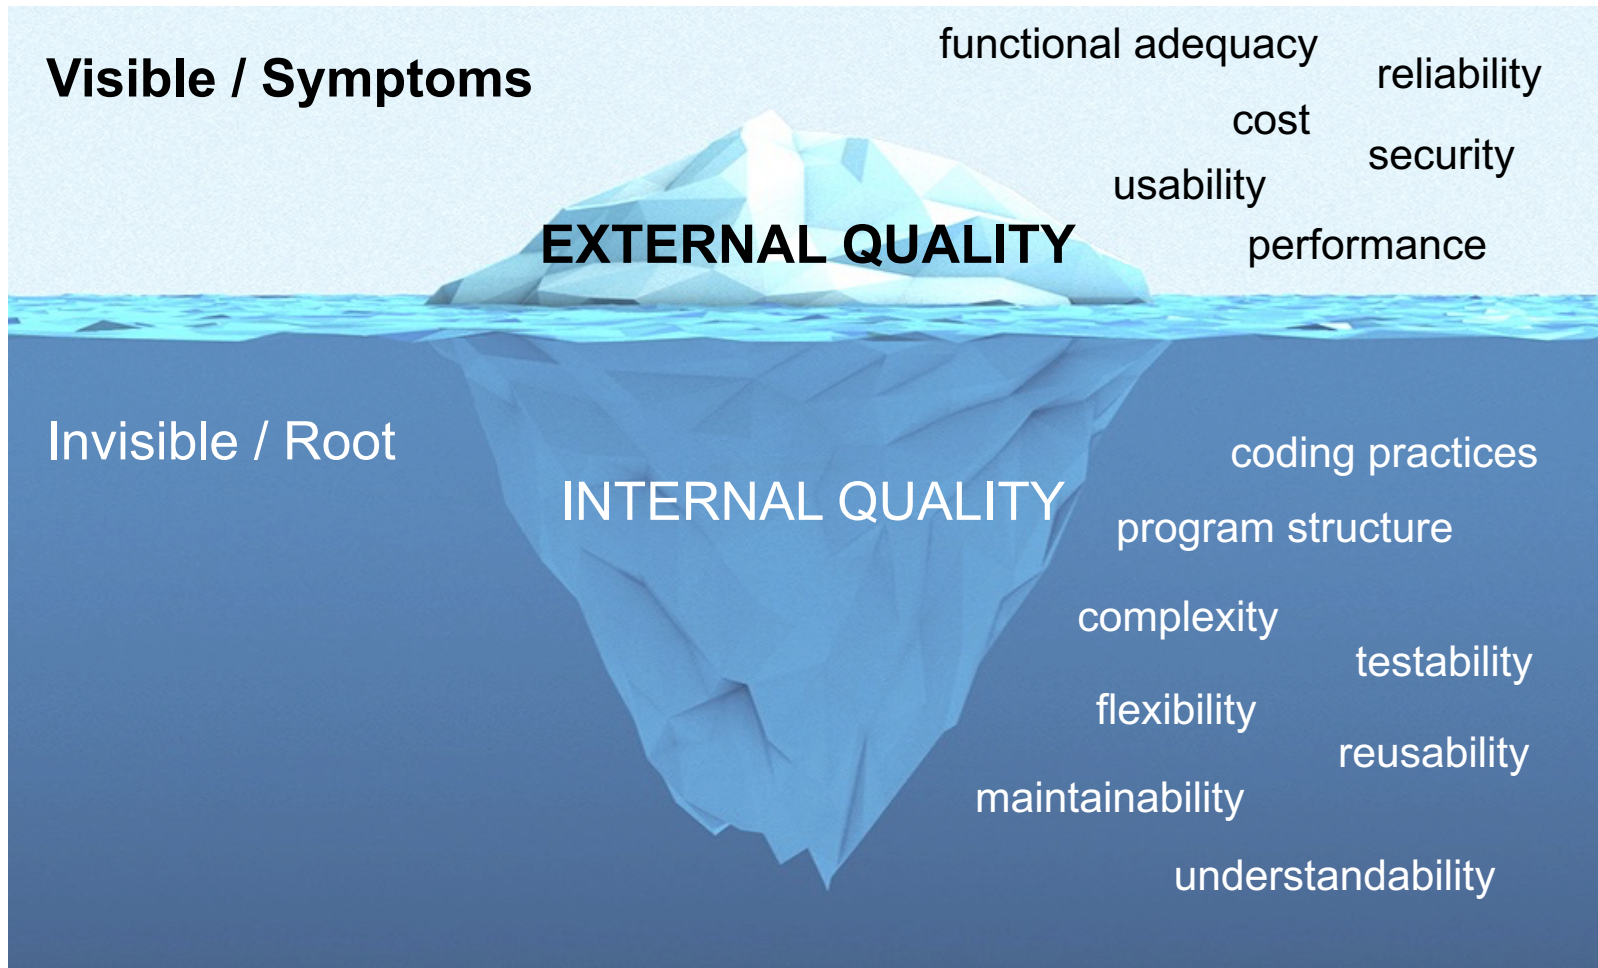 functional adequacy
Visible / Symptoms
reliability
cost
security
usability
EXTERNAL QUALITY
performance
Invisible / Root
coding practices
INTERNAL QUALITY
program structure
complexity
testability
flexibility
reusability
maintainability
understandability